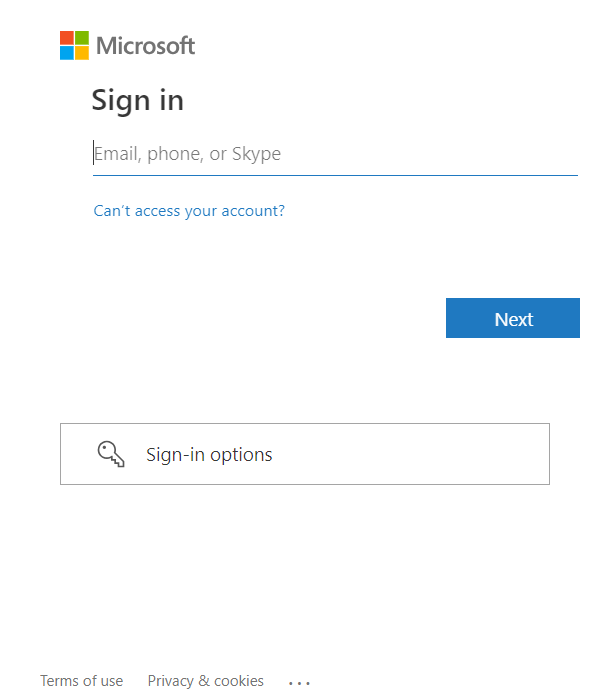 Microsoft
Sign in
Email, phone, or Skype
Can't access your account?
Next
Sign-in options
Terms of use Privacy & cookies ...